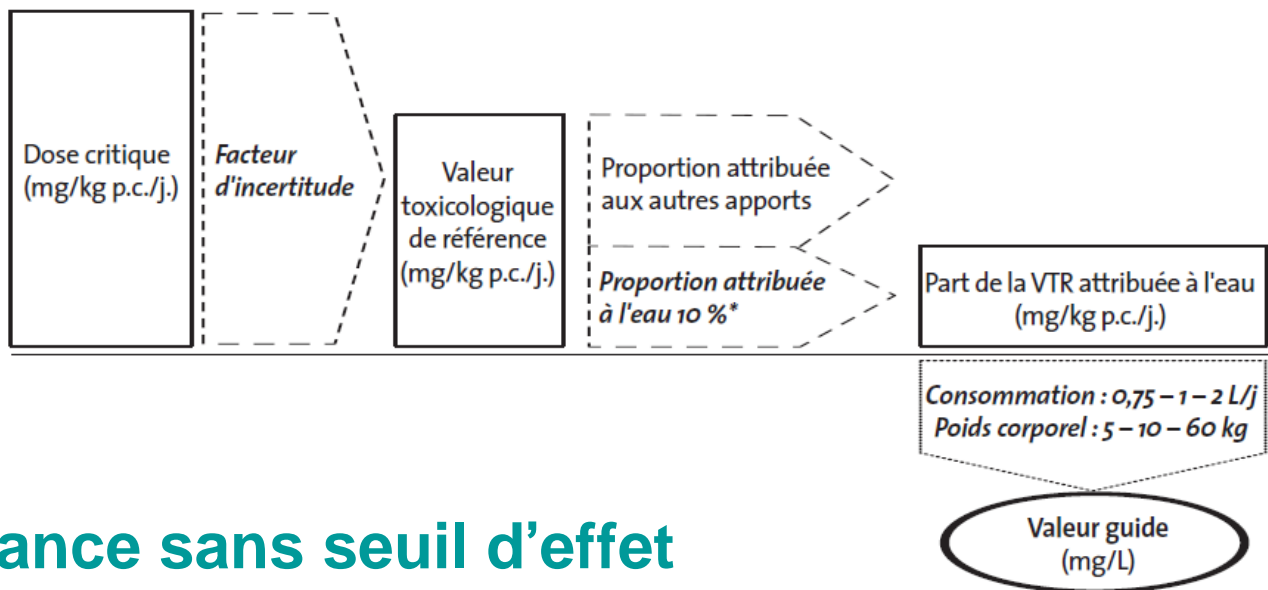 Dose critique
(mg/kg p.c./j.)
Facteur
d'incertitude
Valeur
toxicologique
de référence
(mg/kg p.c./j.)
Proportion attribuée
aux autres apports
Proportion attribuée
à l'eau 10 %*
Part de la VTR attribuée à l'eau
(mg/kg p.c./j.)
Consommation : 0,75 – 1 – 2 L/j
Poids corporel : 5 – 10 – 60 kg
Valeur guide
(mg/L)
ance sans seuil d’effet